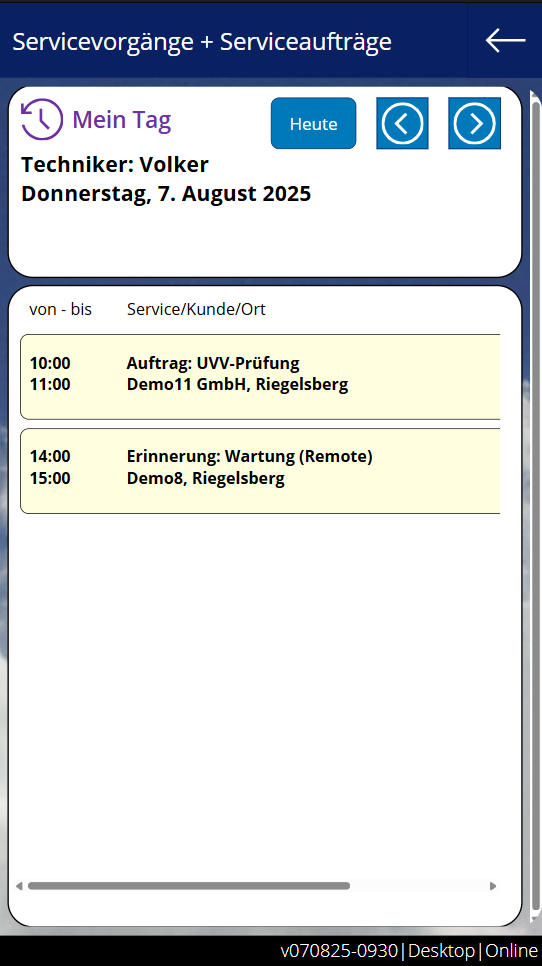 Servicevorgänge + Serviceaufträge
Mein Tag
Heute
Techniker: Volker
Donnerstag, 7. August 2025
von - bis Service/Kunde/Ort
10:00 Auftrag: UVV-Prüfung
11:00 Demo11 GmbH, Riegelsberg
14:00 Erinnerung: Wartung (Remote)
15:00 Demo8, Riegelsberg
v070825-0930|Desktop|Online